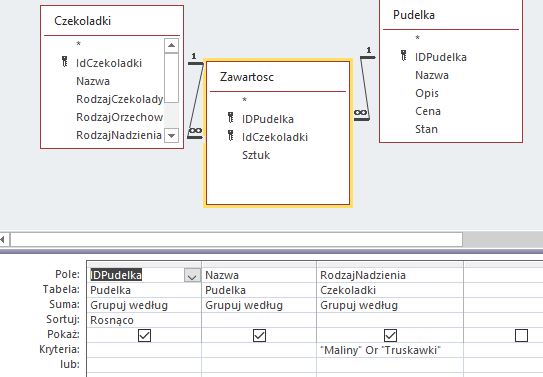 Czekoladki
*
IdCzekoladki
Nazwa
RodzajCzekolady
RodzajOrzechow
RodzajNadzienia
1
∞
Zawartosc
*
IDPudelka
IdCzekoladki
Sztuk
1
∞
Pudelka
*
IDPudelka
Nazwa
Opis
Cena
Stan
Pole: IDPudelka Nazwa RodzajNadzienia
Tabela: Pudelka Pudelka Czekoladki
Suma: Grupuj według Grupuj według Grupuj według
Sortuj: Rosnąco
Pokaż:
Kryteria: "Maliny" Or "Truskawki"
lub: